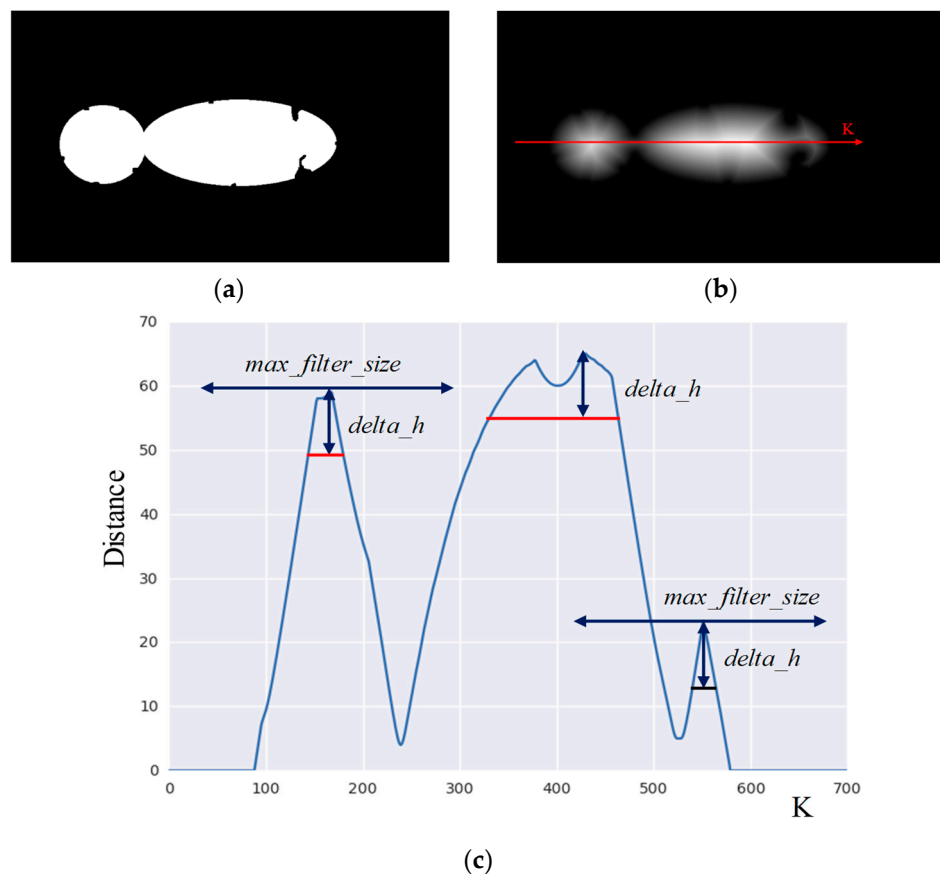 K
(a)
(b)
70
60
50
40
30
20
10
0
Distance
max_filter_size
delta_h
delta_h
max_filter_size
delta_h
0 100 200 300 400 500 600 700
K
(c)